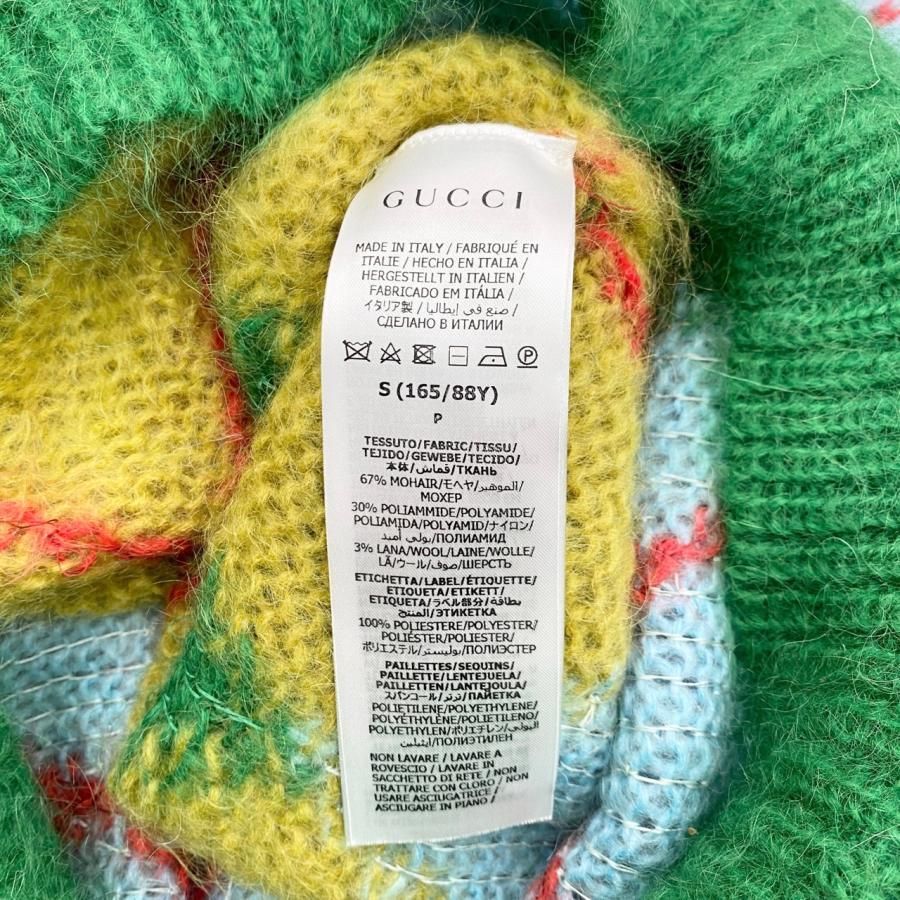 GUCCI
MADE IN ITALY / FABRIQUÉ EN
ITALIE / HECHO EN ITALIA /
HERGESTELLT IN ITALIEN /
FABRICADO EM ITÁLIA /
イタリア製 / صنع في إيطاليا /
СДЕЛАНО В ИТАЛИИ
P
S (165/88Y)
P
TESSUTO/FABRIC/TISSU/
TEJIDO/GEWEBE/TECIDO/
本体/قماش/ТКАНЬ
67% MOHAIR/モヘヤ/الموهير/
МОХЕР
30% POLIAMMIDE/POLYAMIDE/
POLIAMIDA/POLYAMID/ナイロン/
بولي أميد/ПОЛИАМИД
3% LANA/WOOL/LAINE/WOLLE/
LÃ/ウール/صوف/ШЕРСТЬ
ETICHETTA/LABEL/ÉTIQUETTE/
ETIQUETA/ETIKETT/
ETIQUETA/ラベル部分/بطاقة
المنتج/ЭТИКЕТКА
100% POLIESTERE/POLYESTER/
POLIÉSTER/POLIESTER/
ポリエステル/بوليستر/ПОЛИЭСТЕР
PAILLETTES/SEQUINS/
PAILLETTE/LENTEJUELA/
PAILLETTEN/LANTEJOULA/
スパンコール/ترتر/ПАЙЕТКА
POLIETILENE/POLYETHYLENE/
POLYÉTHYLÈNE/POLIETILENO/
POLYETHYLEN/ポリエチレン/البولي
إيثيلين/ПОЛИЭТИЛЕН
NON LAVARE / LAVARE A
ROVESCIO / LAVARE IN
SACCHETTO DI RETE / NON
TRATTARE CON CLORO / NON
USARE ASCIUGATRICE /
ASCIUGARE IN PIANO /